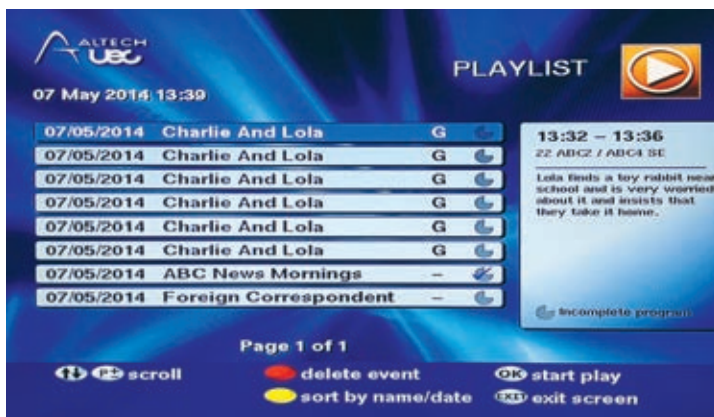 ALTECH
UEC
PLAYLIST
07 May 2014 13:39
07/05/2014 Charlie And Lola G
07/05/2014 Charlie And Lola G
07/05/2014 Charlie And Lola G
07/05/2014 Charlie And Lola G
07/05/2014 Charlie And Lola G
07/05/2014 Charlie And Lola G
07/05/2014 ABC News Mornings -
07/05/2014 Foreign Correspondent -
13:32 - 13:36
22 ABC2 / ABC4 SE
Lola finds a toy rabbit near
school and is very worried
about it and insists that
they take it home.
Incomplete program
Page 1 of 1
P± scroll
delete event
OK start play
sort by name/date
EXIT exit screen